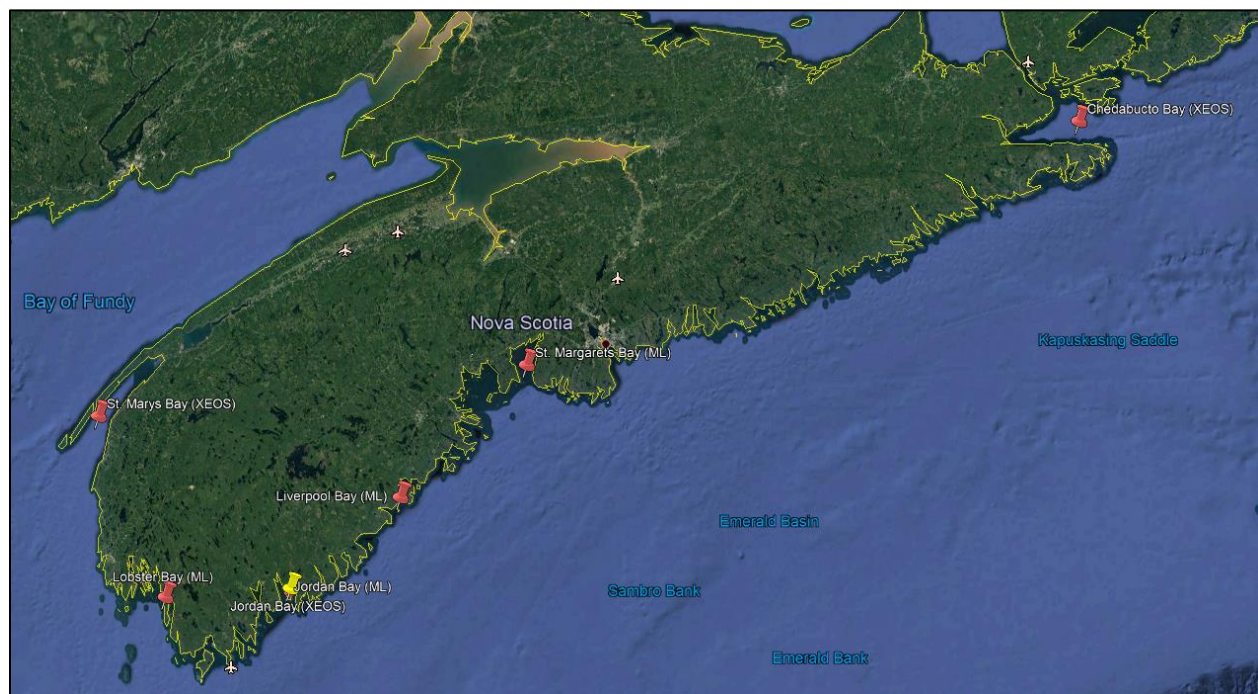 Chedabucto Bay (XEOS)
Bay of Fundy
Nova Scotia
Kapuskasing Saddle
St. Margarets Bay (ML)
St. Marys Bay (XEOS)
Liverpool Bay (ML)
Emerald Basin
Lobster Bay (ML)
Jordan Bay (ML)
Sambro Bank
Jordan Bay (XEOS)
Emerald Bank